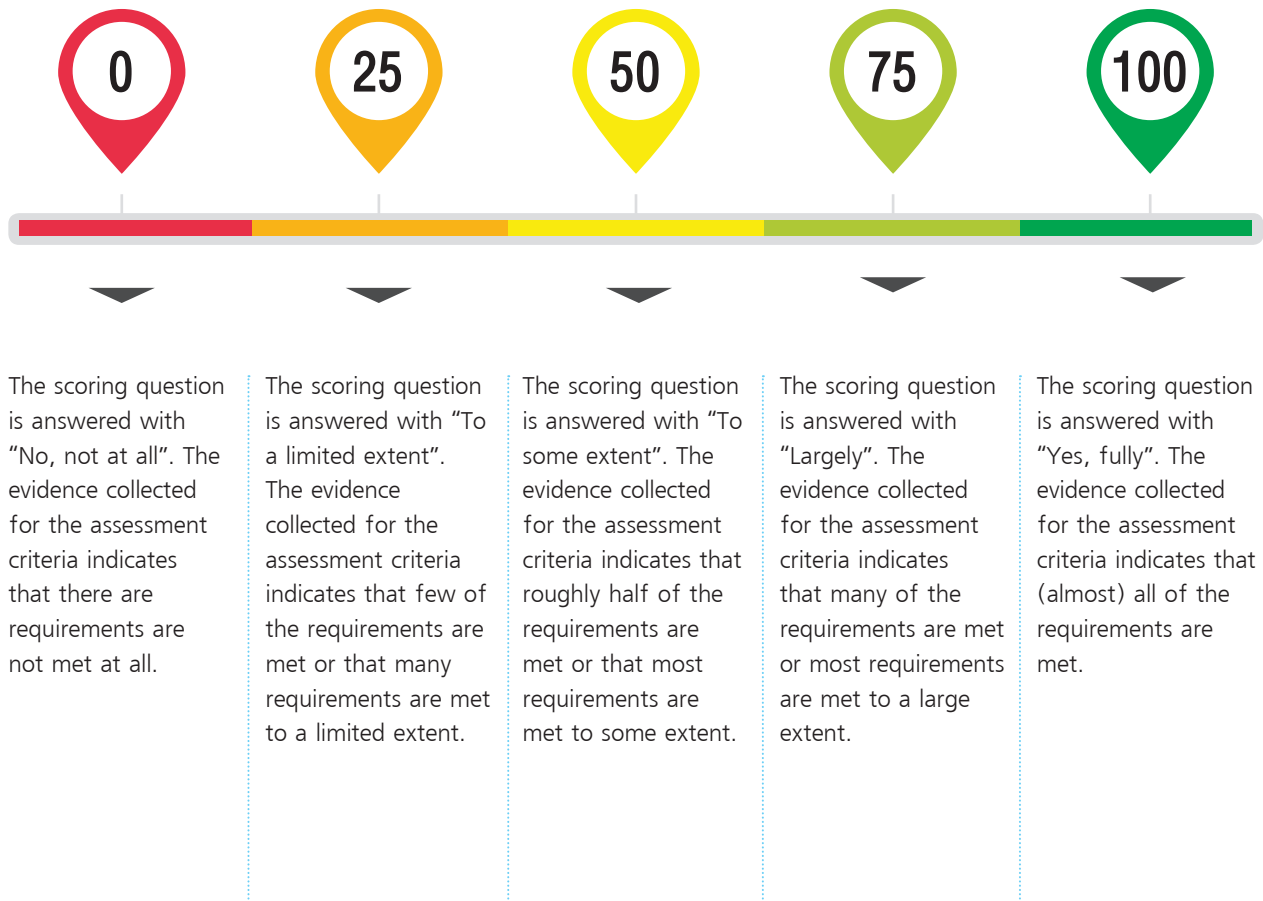 0
25
50
75
100
The scoring question
is answered with
“No, not at all”. The
evidence collected
for the assessment
criteria indicates
that there are
requirements are
not met at all.
The scoring question
is answered with “To
a limited extent”.
The evidence
collected for the
assessment criteria
indicates that few of
the requirements are
met or that many
requirements are met
to a limited extent.
The scoring question
is answered with “To
some extent”. The
evidence collected
for the assessment
criteria indicates that
roughly half of the
requirements are
met or that most
requirements are
met to some extent.
The scoring question
is answered with
“Largely”. The
evidence collected
for the assessment
criteria indicates
that many of the
requirements are met
or most requirements
are met to a large
extent.
The scoring question
is answered with
“Yes, fully”. The
evidence collected
for the assessment
criteria indicates that
(almost) all of the
requirements are
met.